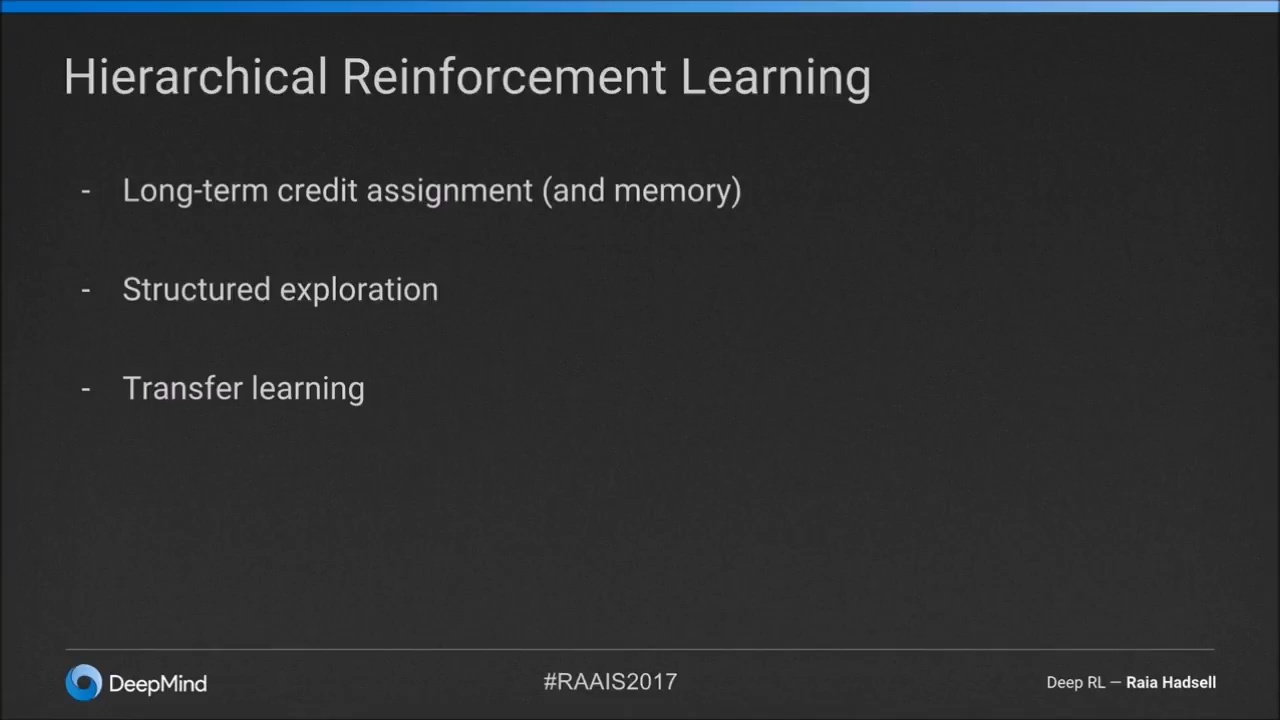 Hierarchical Reinforcement Learning
- Long-term credit assignment (and memory)
- Structured exploration
- Transfer learning
DeepMind
#RAAIS2017
Deep RL — Raia Hadsell